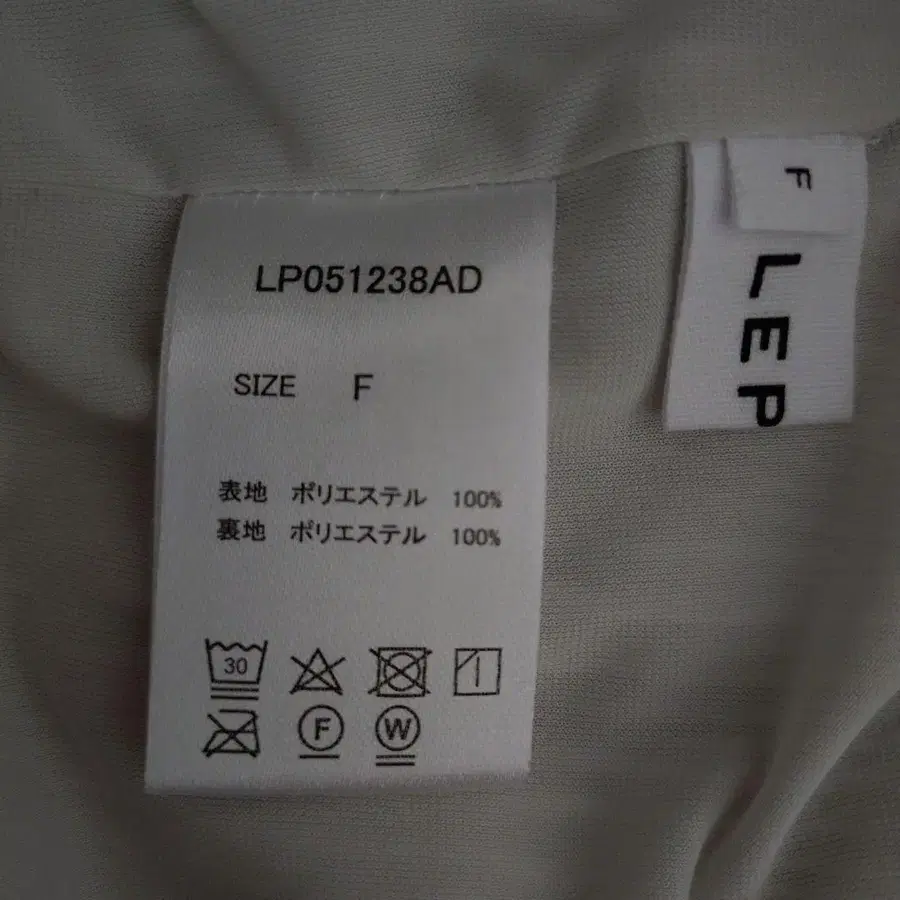 LP051238AD
SIZE F
表地 ポリエステル 100%
裏地 ポリエステル 100%
30
F W
F
LEP